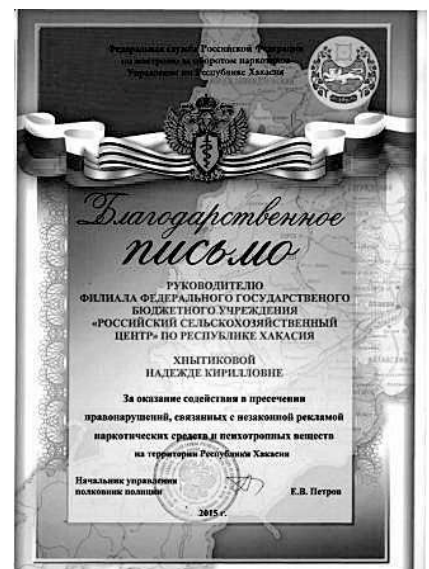 Федеральная служба Российской Федерации
по контролю за оборотом наркотиков
Управление по Республике Хакасия
Благодарственное
письмо
РУКОВОДИТЕЛЮ
ФИЛИАЛА ФЕДЕРАЛЬНОГО ГОСУДАРСТВЕНОГО
БЮДЖЕТНОГО УЧРЕЖДЕНИЯ
«РОССИЙСКИЙ СЕЛЬСКОХОЗЯЙСТВЕННЫЙ
ЦЕНТР» ПО РЕСПУБЛИКЕ ХАКАСИЯ
ХНЫТИКОВОЙ
НАДЕЖДЕ КИРИЛЛОВНЕ
За оказание содействия в пресечении
правонарушений, связанных с незаконной рекламой
наркотических средств и психотропных веществ
на территории Республики Хакасия
Начальник управления
полковник полиции Е.В. Петров
2015 г.